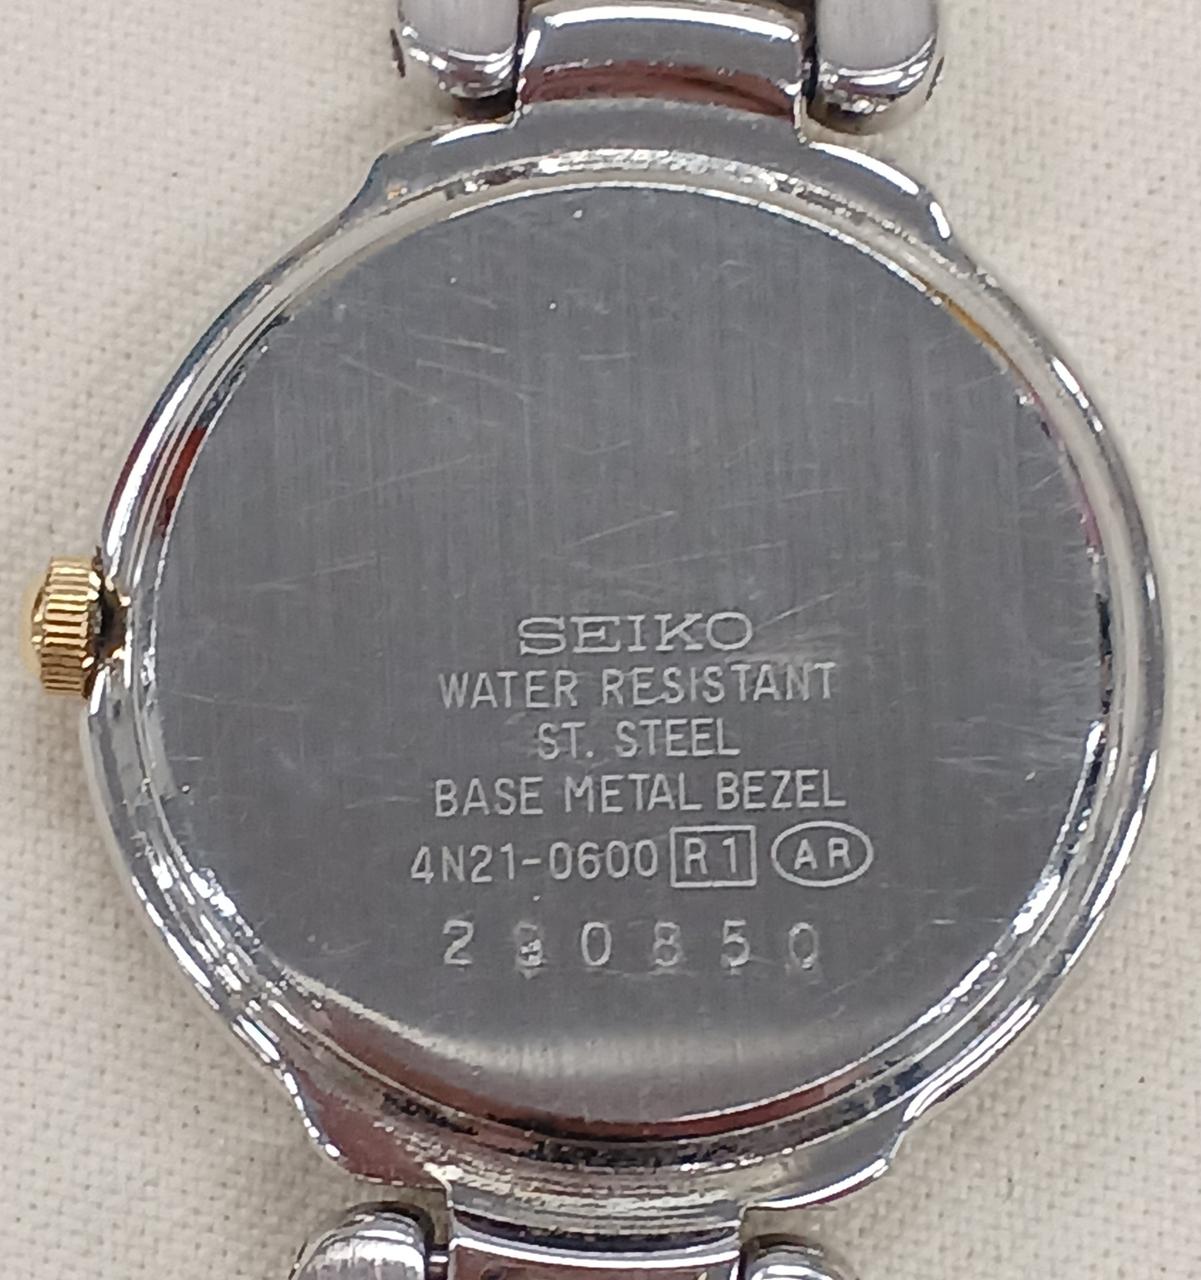 SEIKO
WATER RESISTANT
ST. STEEL
BASE METAL BEZEL
4N21-0600 R1 AR
290850